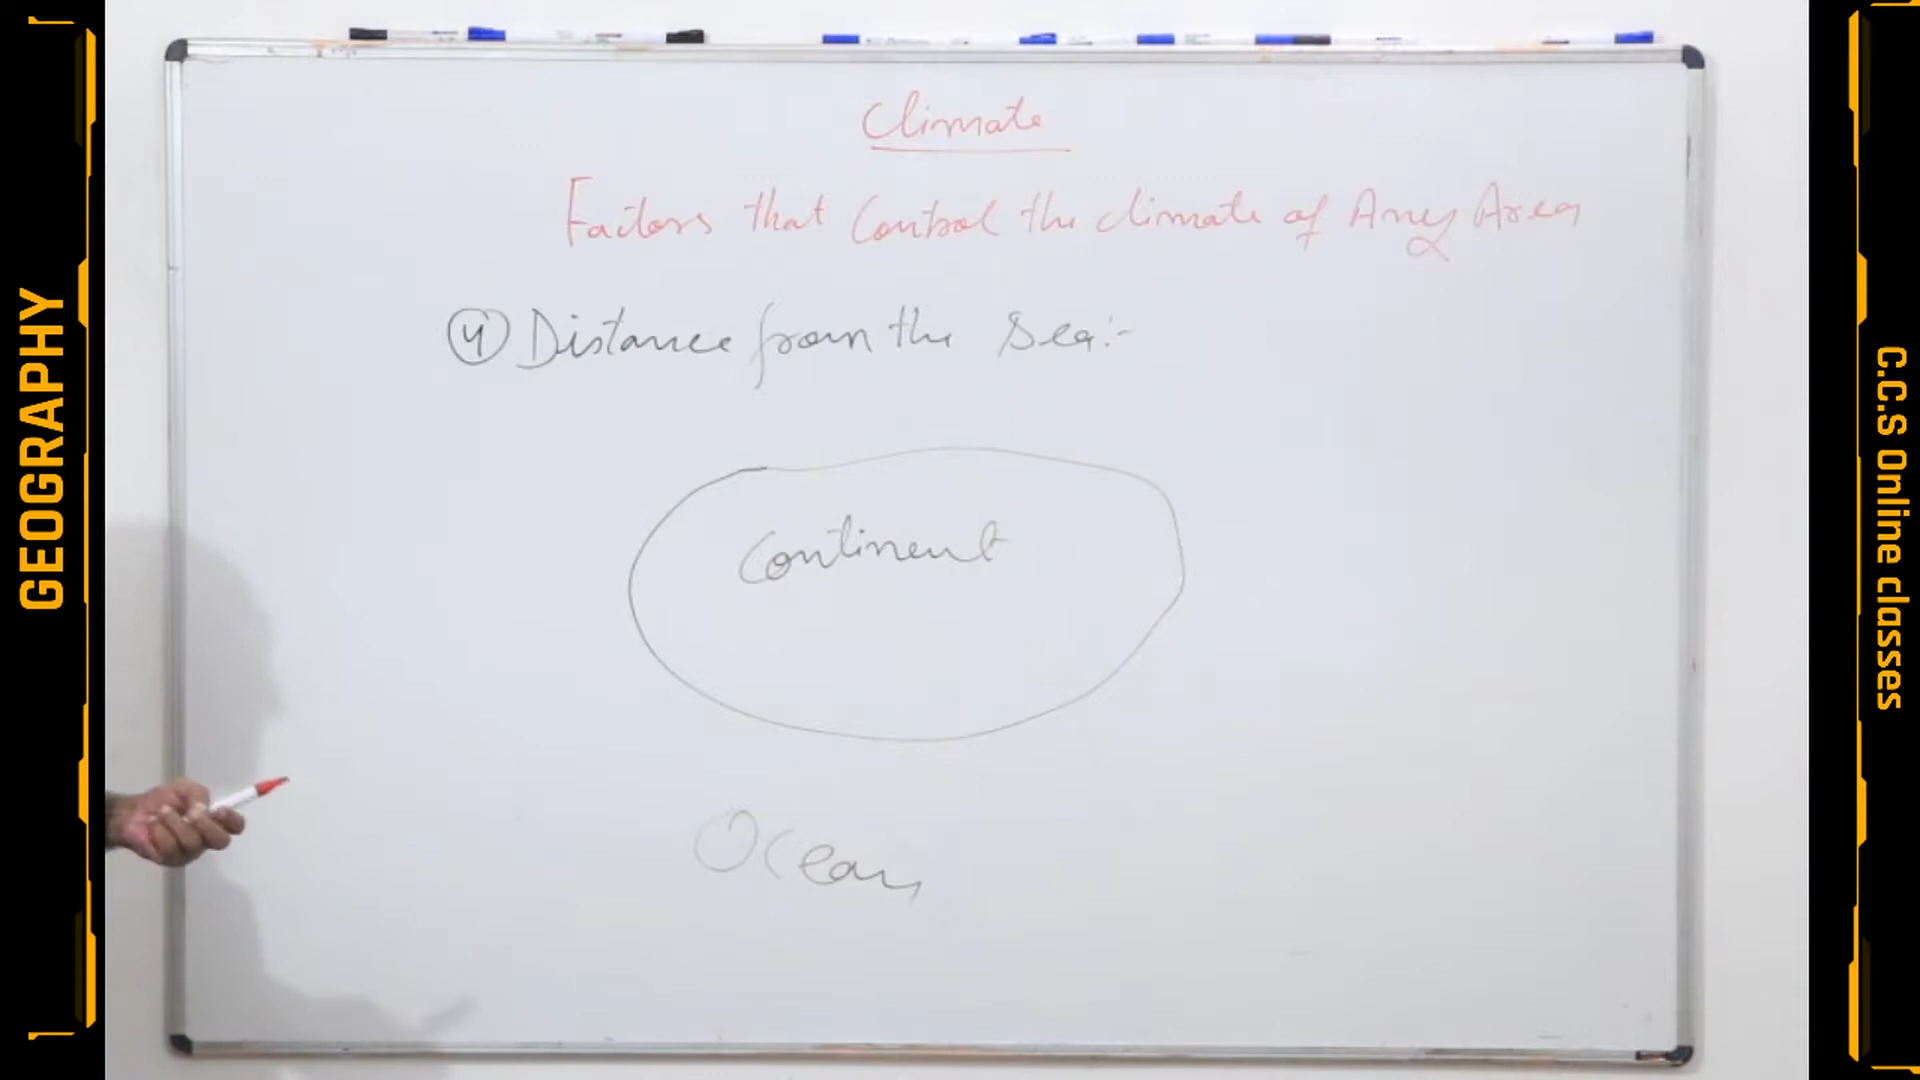 Climate
Factors that Control the climate of Any Area
④ Distance from the Sea:-
Continent
Ocean
GEOGRAPHY
C.C.S Online classes